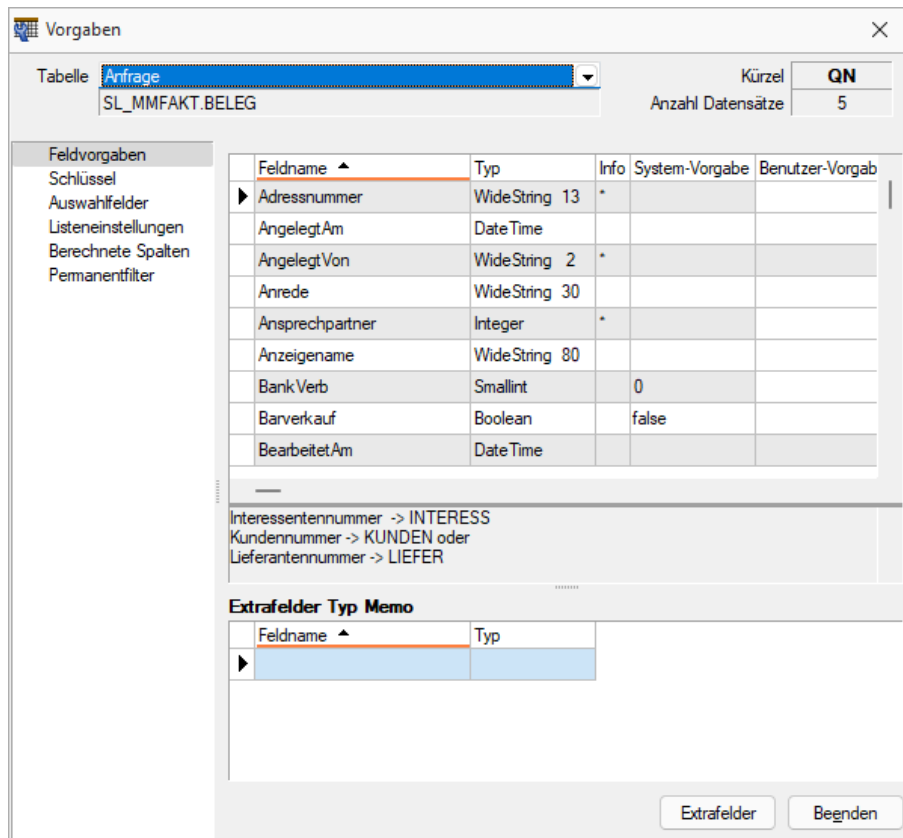 Vorgaben
Tabelle Anfrage Kürzel QN
SL_MMFAKT.BELEG Anzahl Datensätze 5
Feldvorgaben
Schlüssel
Auswahlfelder
Listeneinstellungen
Berechnete Spalten
Permanentfilter
Feldname Typ Info System-Vorgabe Benutzer-Vorgab
Adressnummer WideString 13 *
AngelegtAm DateTime
AngelegtVon WideString 2 *
Anrede WideString 30
Ansprechpartner Integer *
Anzeigename WideString 80
BankVerb Smallint 0
Barverkauf Boolean false
BearbeitetAm DateTime
Interessentennummer -> INTERESS
Kundennummer -> KUNDEN oder
Lieferantennummer -> LIEFER
Extrafelder Typ Memo
Feldname Typ
Extrafelder Beenden